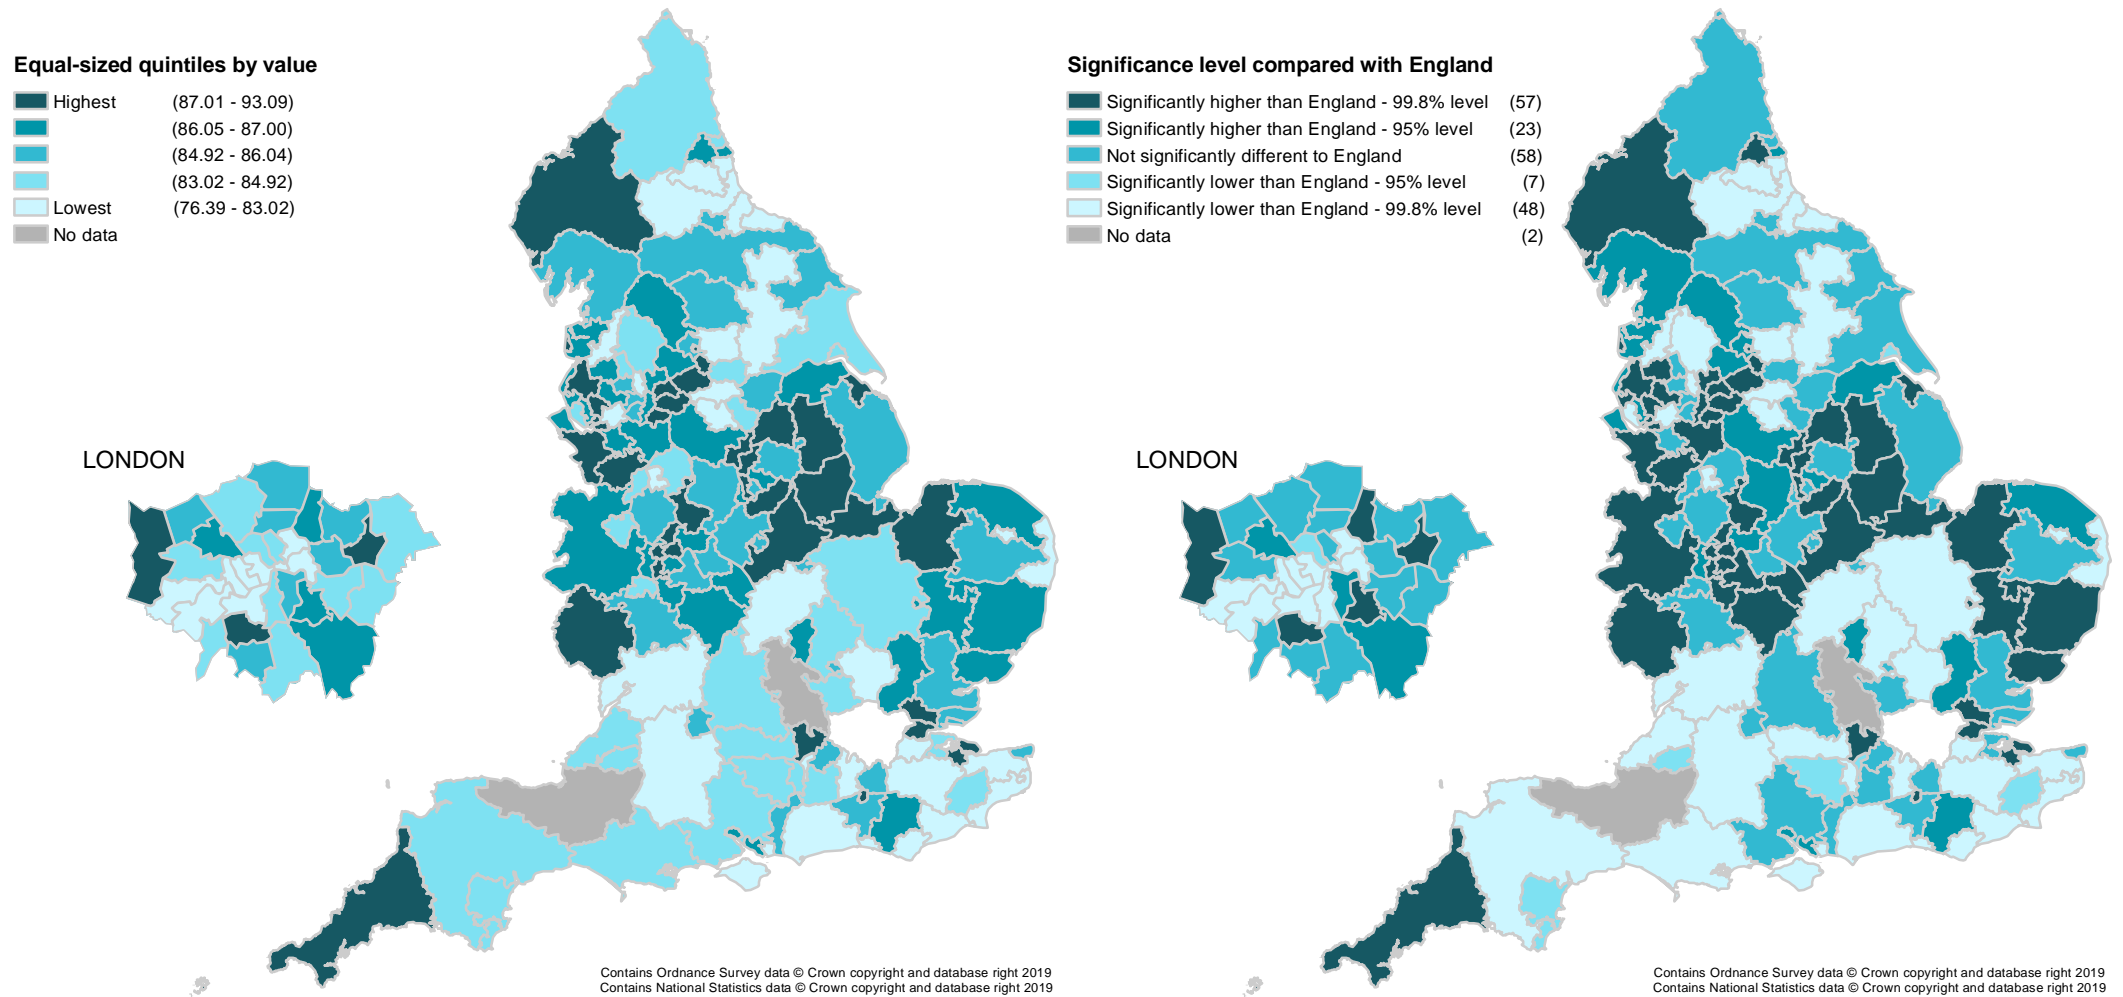 Equal-sized quintiles by value
Highest (87.01 - 93.09)
(86.05 - 87.00)
(84.92 - 86.04)
(83.02 - 84.92)
Lowest (76.39 - 83.02)
No data
LONDON
Contains Ordnance Survey data © Crown copyright and database right 2019
Contains National Statistics data © Crown copyright and database right 2019
Significance level compared with England
Significantly higher than England - 99.8% level (57)
Significantly higher than England - 95% level (23)
Not significantly different to England (58)
Significantly lower than England - 95% level (7)
Significantly lower than England - 99.8% level (48)
No data (2)
LONDON
Contains Ordnance Survey data © Crown copyright and database right 2019
Contains National Statistics data © Crown copyright and database right 2019